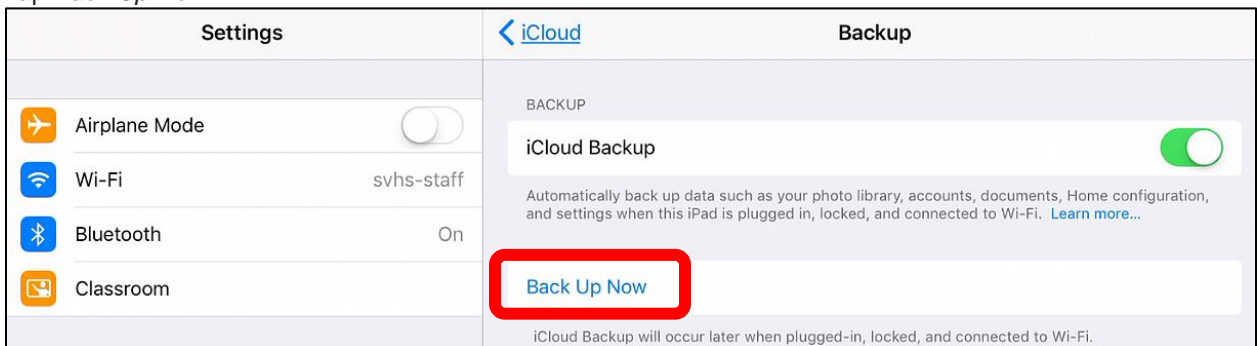 Settings
Airplane Mode
Wi-Fi svhs-staff
Bluetooth On
Classroom
iCloud Backup
BACKUP
iCloud Backup
Automatically back up data such as your photo library, accounts, documents, Home configuration,
and settings when this iPad is plugged in, locked, and connected to Wi-Fi. Learn more...
Back Up Now
iCloud Backup will occur later when plugged-in, locked, and connected to Wi-Fi.